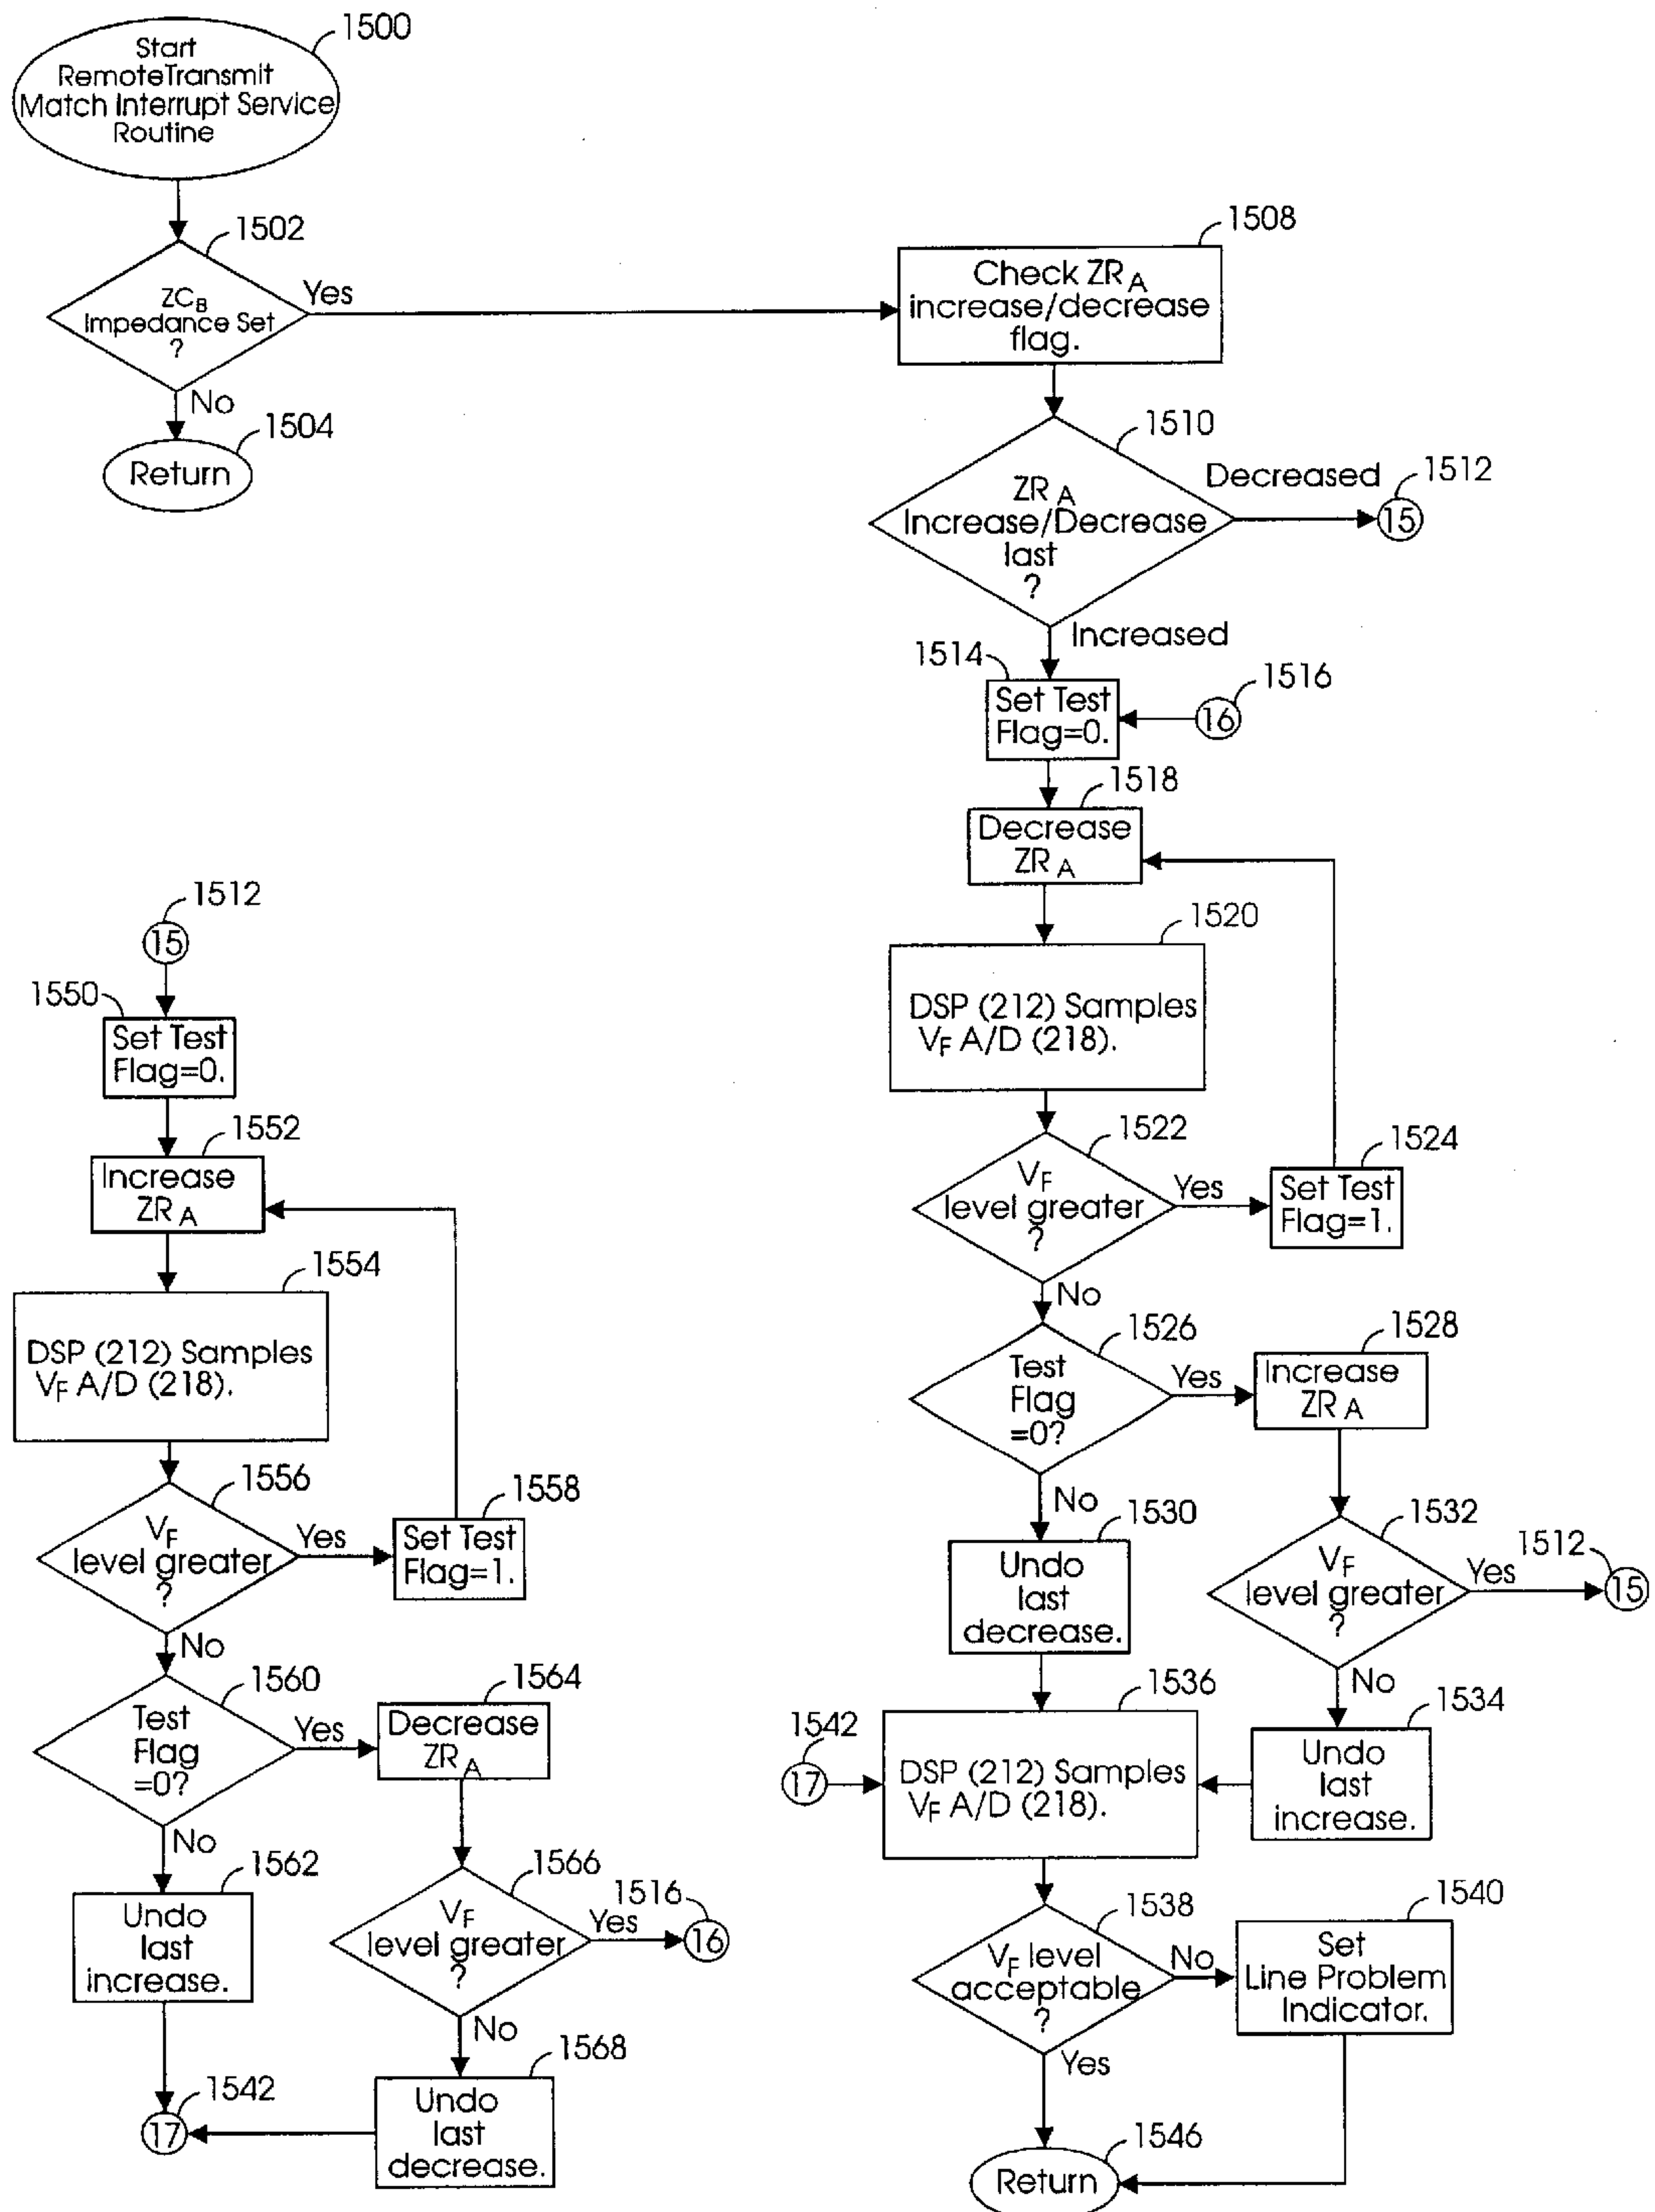 1500
Start
RemoteTransmit
Match Interrupt Service
Routine
1502
ZCB
Impedance Set
?
Yes
No
1504
Return
1508
Check ZRA
increase/decrease
flag.
1510
ZRA
Increase/Decrease
last
?
Decreased
1512
15
Increased
1514
Set Test
Flag=0.
1516
16
1518
Decrease
ZRA
1520
DSP (212) Samples
VF A/D (218).
1522
VF
level greater
?
Yes
1524
Set Test
Flag=1.
No
1526
Test
Flag
=0?
Yes
1528
Increase
ZRA
No
1530
Undo
last
decrease.
1532
VF
level greater
?
Yes
1512
15
No
1534
Undo
last
increase.
1536
DSP (212) Samples
VF A/D (218).
1542
17
1538
VF level
acceptable
?
No
1540
Set
Line Problem
Indicator.
Yes
1546
Return
1512
15
1550
Set Test
Flag=0.
1552
Increase
ZRA
1554
DSP (212) Samples
VF A/D (218).
1556
VF
level greater
?
Yes
1558
Set Test
Flag=1.
No
1560
Test
Flag
=0?
Yes
1564
Decrease
ZRA
No
1562
Undo
last
increase.
1566
VF
level greater
?
Yes
1516
16
No
1568
Undo
last
decrease.
1542
17